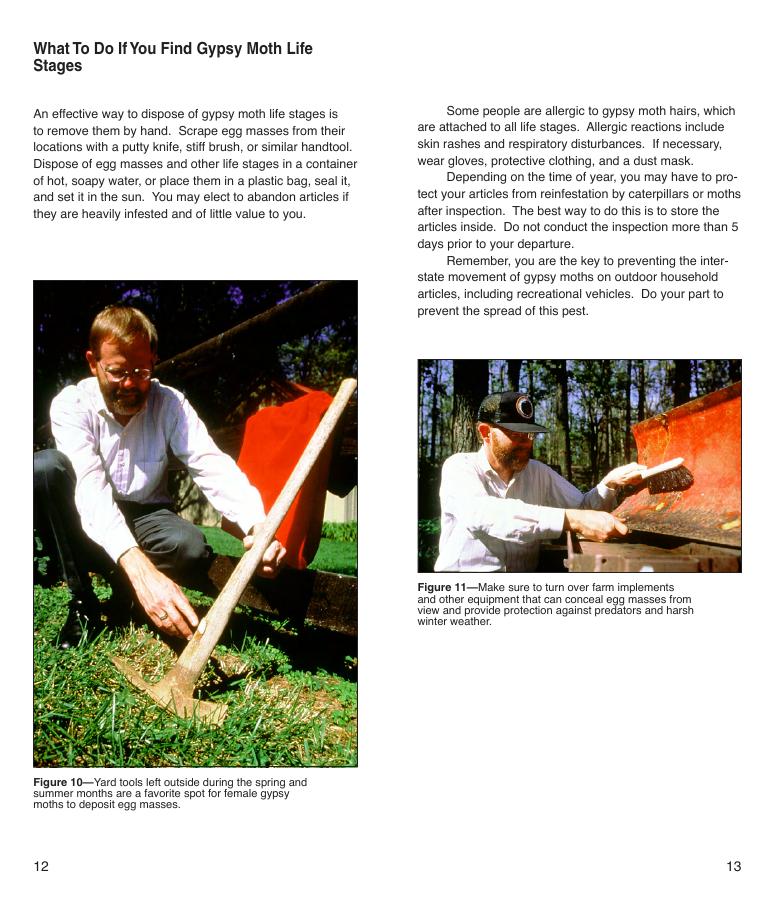 What To Do If You Find Gypsy Moth Life
Stages
An effective way to dispose of gypsy moth life stages is
to remove them by hand.  Scrape egg masses from their
locations with a putty knife, stiff brush, or similar handtool.
Dispose of egg masses and other life stages in a container
of hot, soapy water, or place them in a plastic bag, seal it,
and set it in the sun.  You may elect to abandon articles if
they are heavily infested and of little value to you.
Figure 10—Yard tools left outside during the spring and
summer months are a favorite spot for female gypsy
moths to deposit egg masses.
12
Some people are allergic to gypsy moth hairs, which
are attached to all life stages.  Allergic reactions include
skin rashes and respiratory disturbances.  If necessary,
wear gloves, protective clothing, and a dust mask.
Depending on the time of year, you may have to pro-
tect your articles from reinfestation by caterpillars or moths
after inspection.  The best way to do this is to store the
articles inside.  Do not conduct the inspection more than 5
days prior to your departure.
Remember, you are the key to preventing the inter-
state movement of gypsy moths on outdoor household
articles, including recreational vehicles.  Do your part to
prevent the spread of this pest.
Figure 11—Make sure to turn over farm implements
and other equipment that can conceal egg masses from
view and provide protection against predators and harsh
winter weather.
13